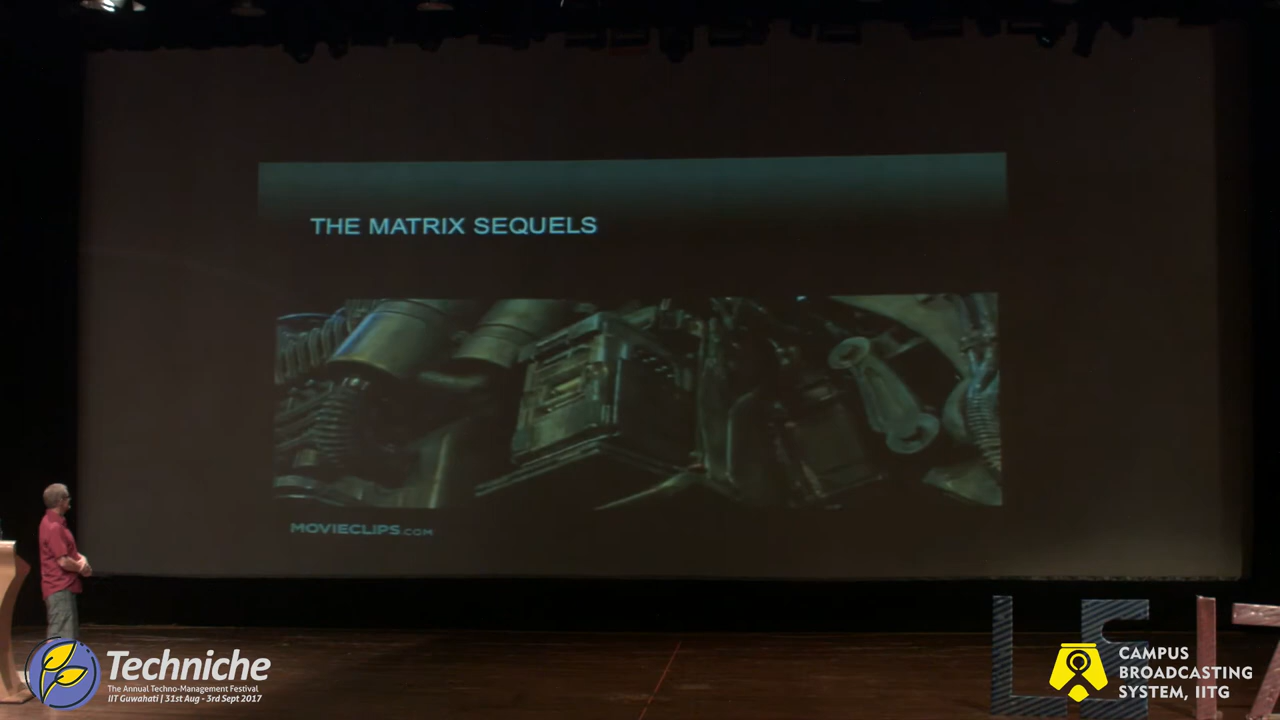 THE MATRIX SEQUELS
MOVIECLIPS.COM
Techniche
The Annual Techno-Management Festival
IIT Guwahati | 31st Aug - 3rd Sept 2017
LE17
CAMPUS
BROADCASTING
SYSTEM, IITG